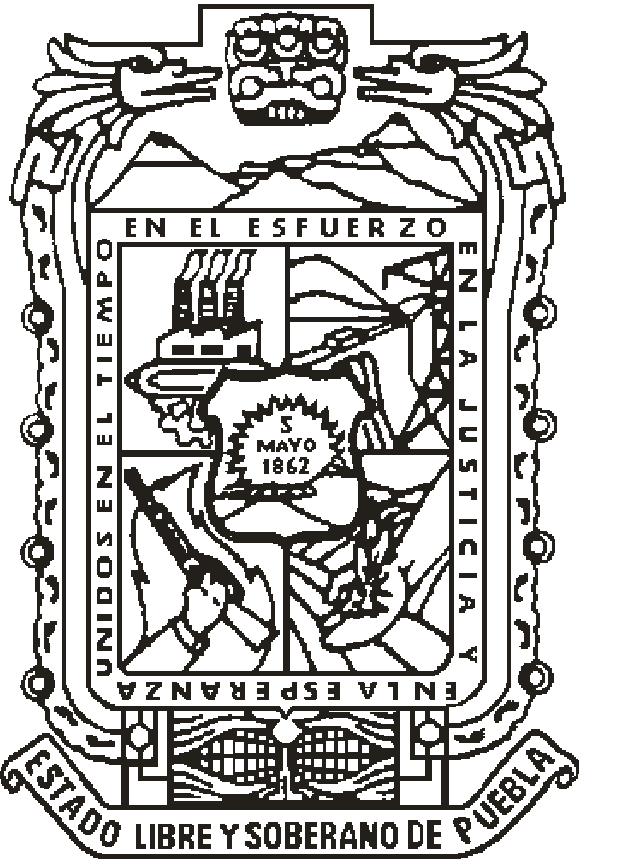 EN EL ESFUERZO
EN LA JUSTICIA Y
EN LA ESPERANZA
UNIDOS EN EL TIEMPO
5
MAYO
1862
ESTADO LIBRE Y SOBERANO DE PUEBLA